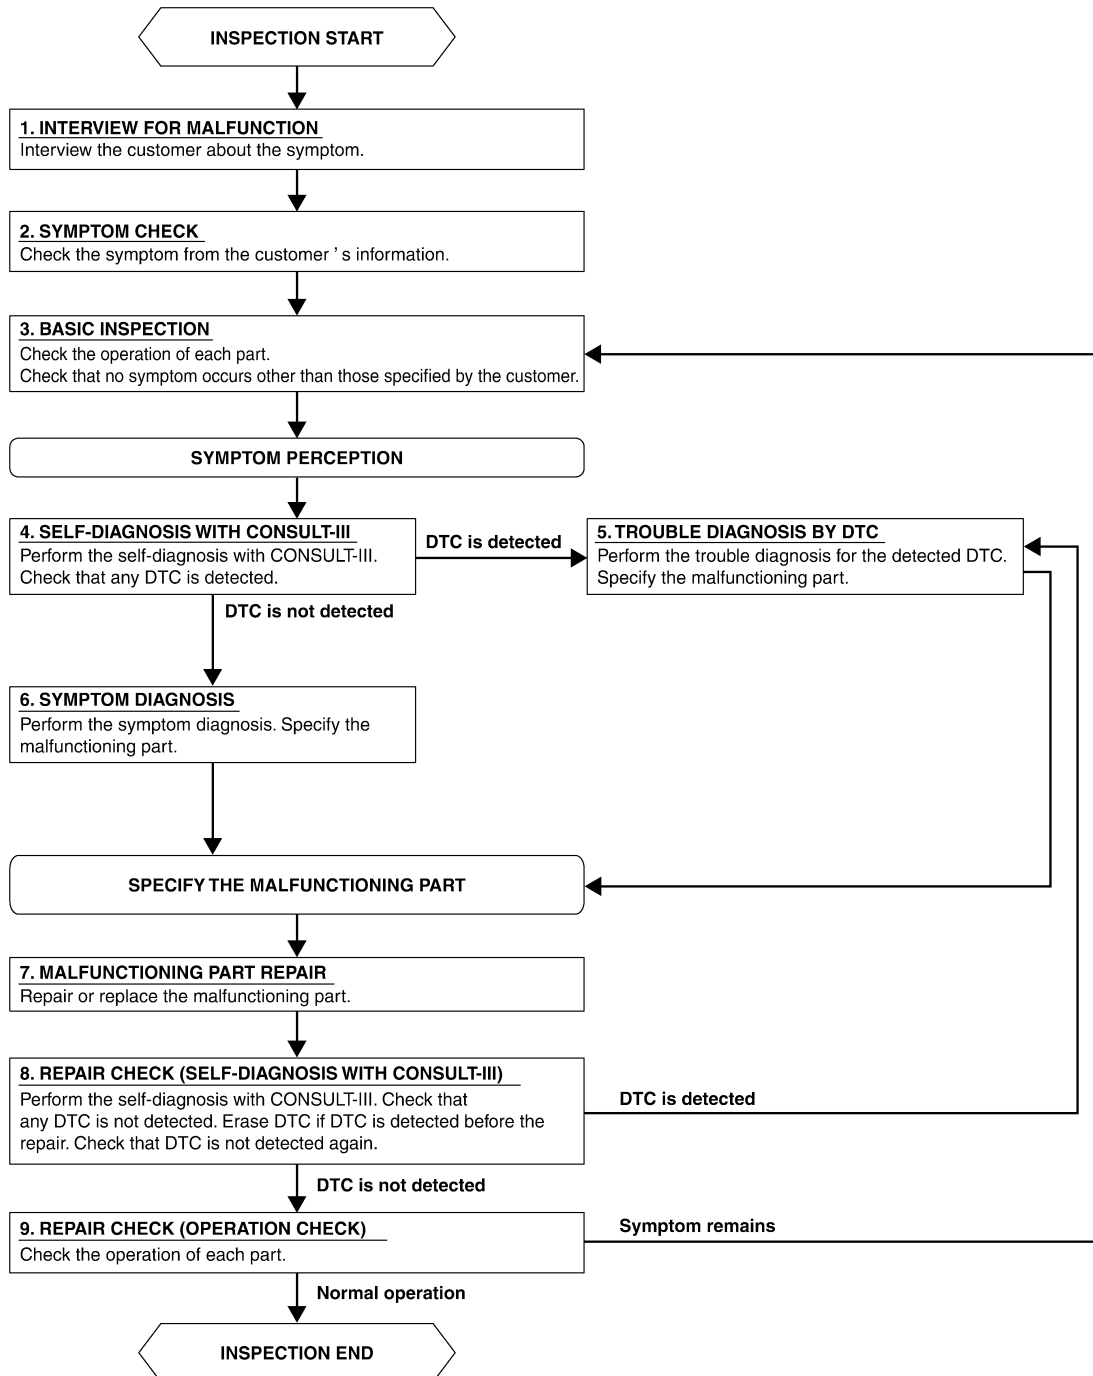 INSPECTION START
1. INTERVIEW FOR MALFUNCTION
Interview the customer about the symptom.
2. SYMPTOM CHECK
Check the symptom from the customer ’ s information.
3. BASIC INSPECTION
Check the operation of each part.
Check that no symptom occurs other than those specified by the customer.
SYMPTOM PERCEPTION
4. SELF-DIAGNOSIS WITH CONSULT-III
Perform the self-diagnosis with CONSULT-III.
Check that any DTC is detected.
DTC is detected
5. TROUBLE DIAGNOSIS BY DTC
Perform the trouble diagnosis for the detected DTC.
Specify the malfunctioning part.
DTC is not detected
6. SYMPTOM DIAGNOSIS
Perform the symptom diagnosis. Specify the
malfunctioning part.
SPECIFY THE MALFUNCTIONING PART
7. MALFUNCTIONING PART REPAIR
Repair or replace the malfunctioning part.
8. REPAIR CHECK (SELF-DIAGNOSIS WITH CONSULT-III)
Perform the self-diagnosis with CONSULT-III. Check that
any DTC is not detected. Erase DTC if DTC is detected before the
repair. Check that DTC is not detected again.
DTC is detected
DTC is not detected
9. REPAIR CHECK (OPERATION CHECK)
Check the operation of each part.
Symptom remains
Normal operation
INSPECTION END